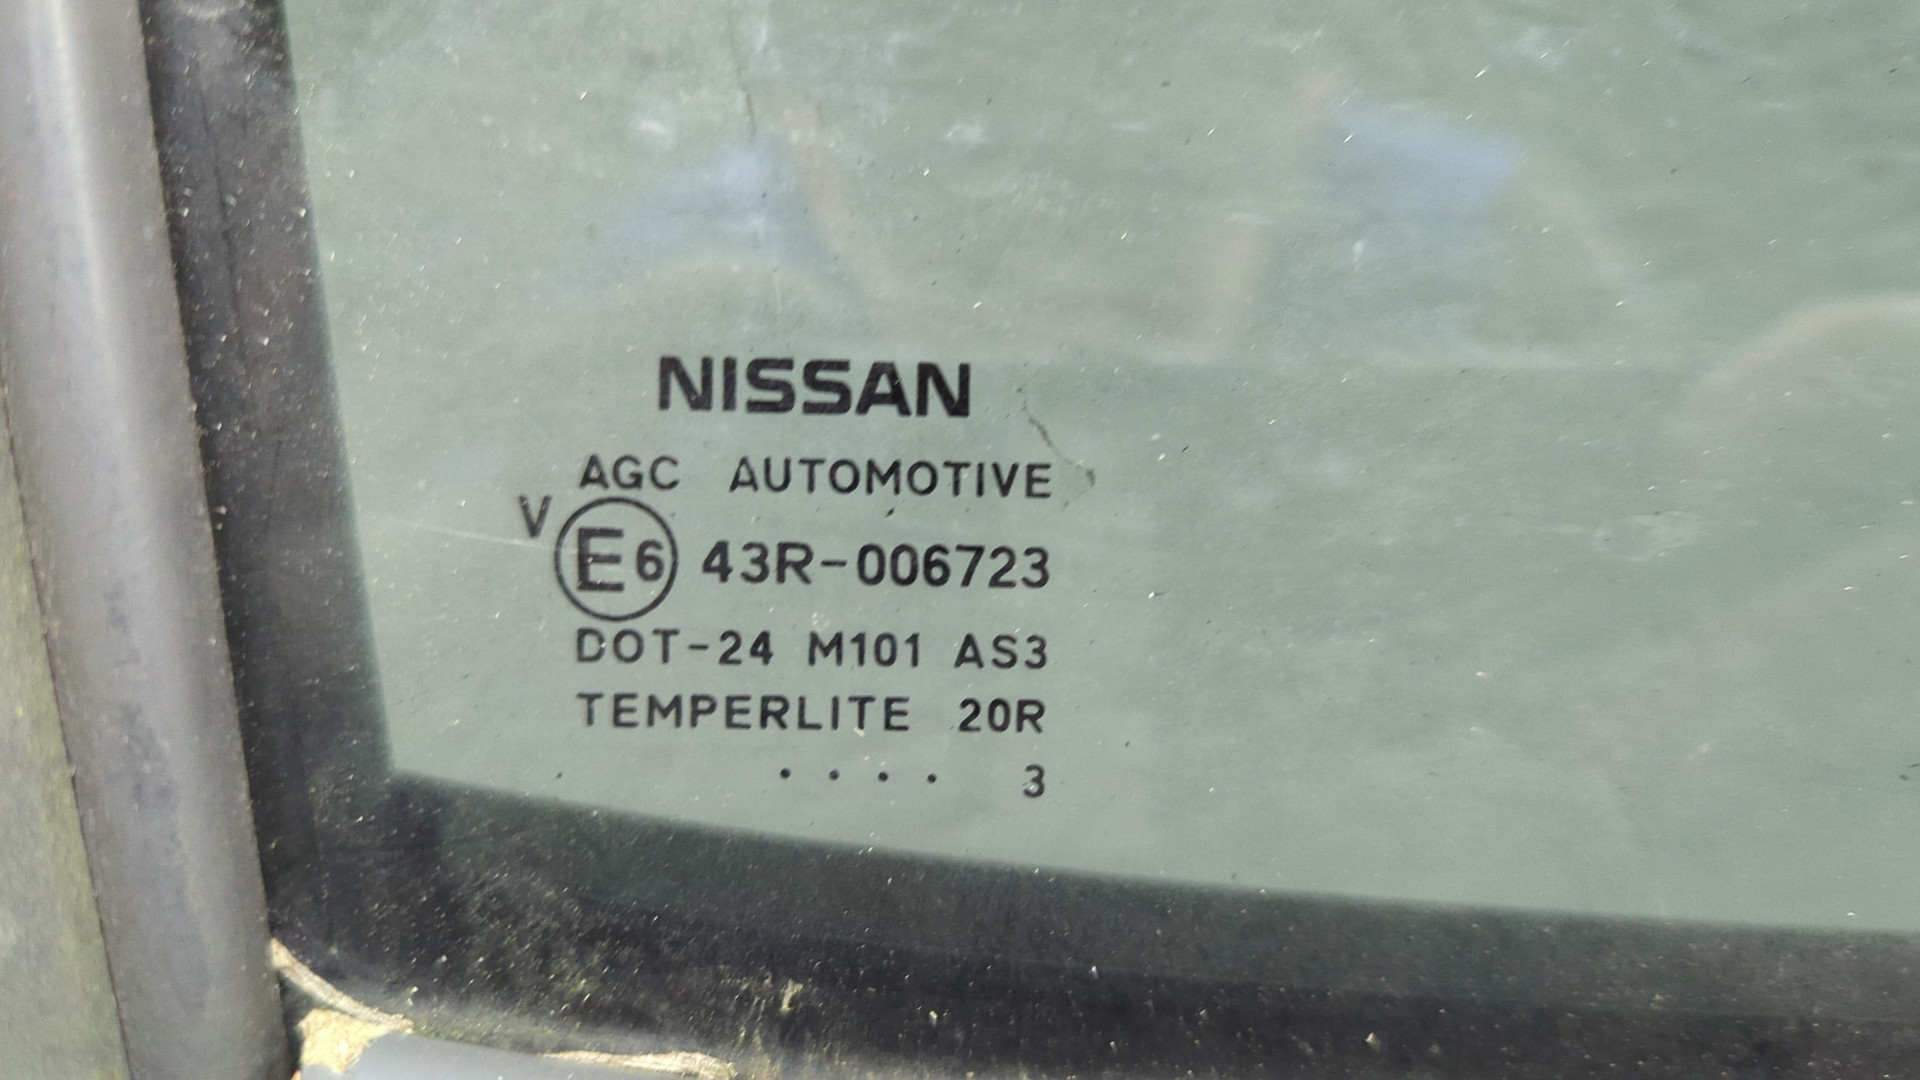 NISSAN
AGC AUTOMOTIVE
V E6 43R-006723
DOT-24 M101 AS3
TEMPERLITE 20R
. . . . 3